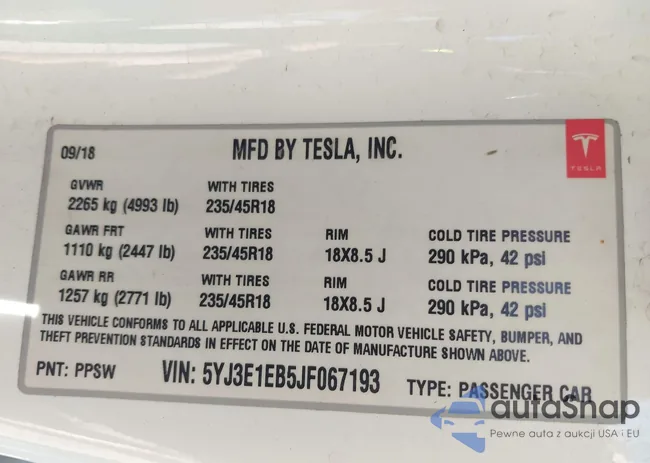 09/18 MFD BY TESLA, INC.
TESLA
GVWR WITH TIRES
2265 kg (4993 lb) 235/45R18
GAWR FRT WITH TIRES RIM COLD TIRE PRESSURE
1110 kg (2447 lb) 235/45R18 18X8.5 J 290 kPa, 42 psi
GAWR RR WITH TIRES RIM COLD TIRE PRESSURE
1257 kg (2771 lb) 235/45R18 18X8.5 J 290 kPa, 42 psi
THIS VEHICLE CONFORMS TO ALL APPLICABLE U.S. FEDERAL MOTOR VEHICLE SAFETY, BUMPER, AND
THEFT PREVENTION STANDARDS IN EFFECT ON THE DATE OF MANUFACTURE SHOWN ABOVE.
PNT: PPSW VIN: 5YJ3E1EB5JF067193 TYPE: PASSENGER CAR
autaSnap
Pewne auta z aukcji USA i EU